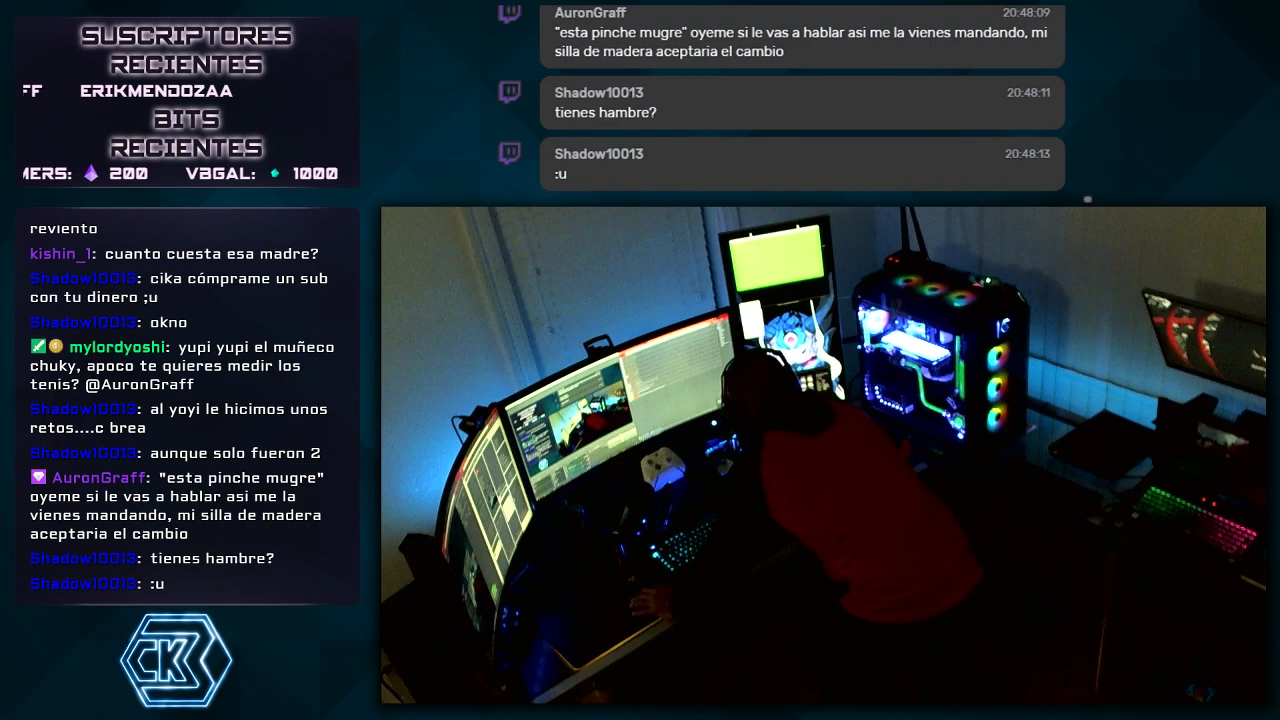 SUSCRIPTORES
RECIENTES
FF ERIKMENDOZAA
BITS
RECIENTES
MERS: 200 VBGAL: 1000
AuronGraff 20:48:09
"esta pinche mugre" oyeme si le vas a hablar asi me la vienes mandando, mi
silla de madera aceptaria el cambio
Shadow10013 20:48:11
tienes hambre?
Shadow10013 20:48:13
:u
reviento
kishin_1: cuanto cuesta esa madre?
Shadow10013: cika cómprame un sub
con tu dinero ;u
Shadow10013: okno
mylordyoshi: yupi yupi el muñeco
chuky, apoco te quieres medir los
tenis? @AuronGraff
Shadow10013: al yoyi le hicimos unos
retos....c brea
Shadow10013: aunque solo fueron 2
AuronGraff: "esta pinche mugre"
oyeme si le vas a hablar asi me la
vienes mandando, mi silla de madera
aceptaria el cambio
Shadow10013: tienes hambre?
Shadow10013: :u
CK3